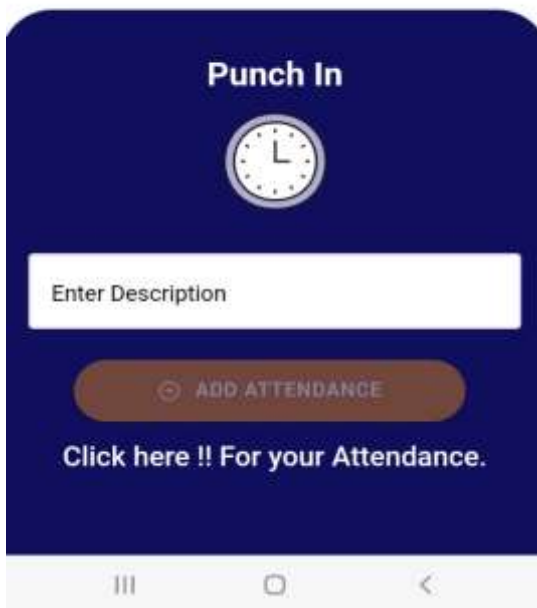 Punch In
Enter Description
ADD ATTENDANCE
Click here !! For your Attendance.